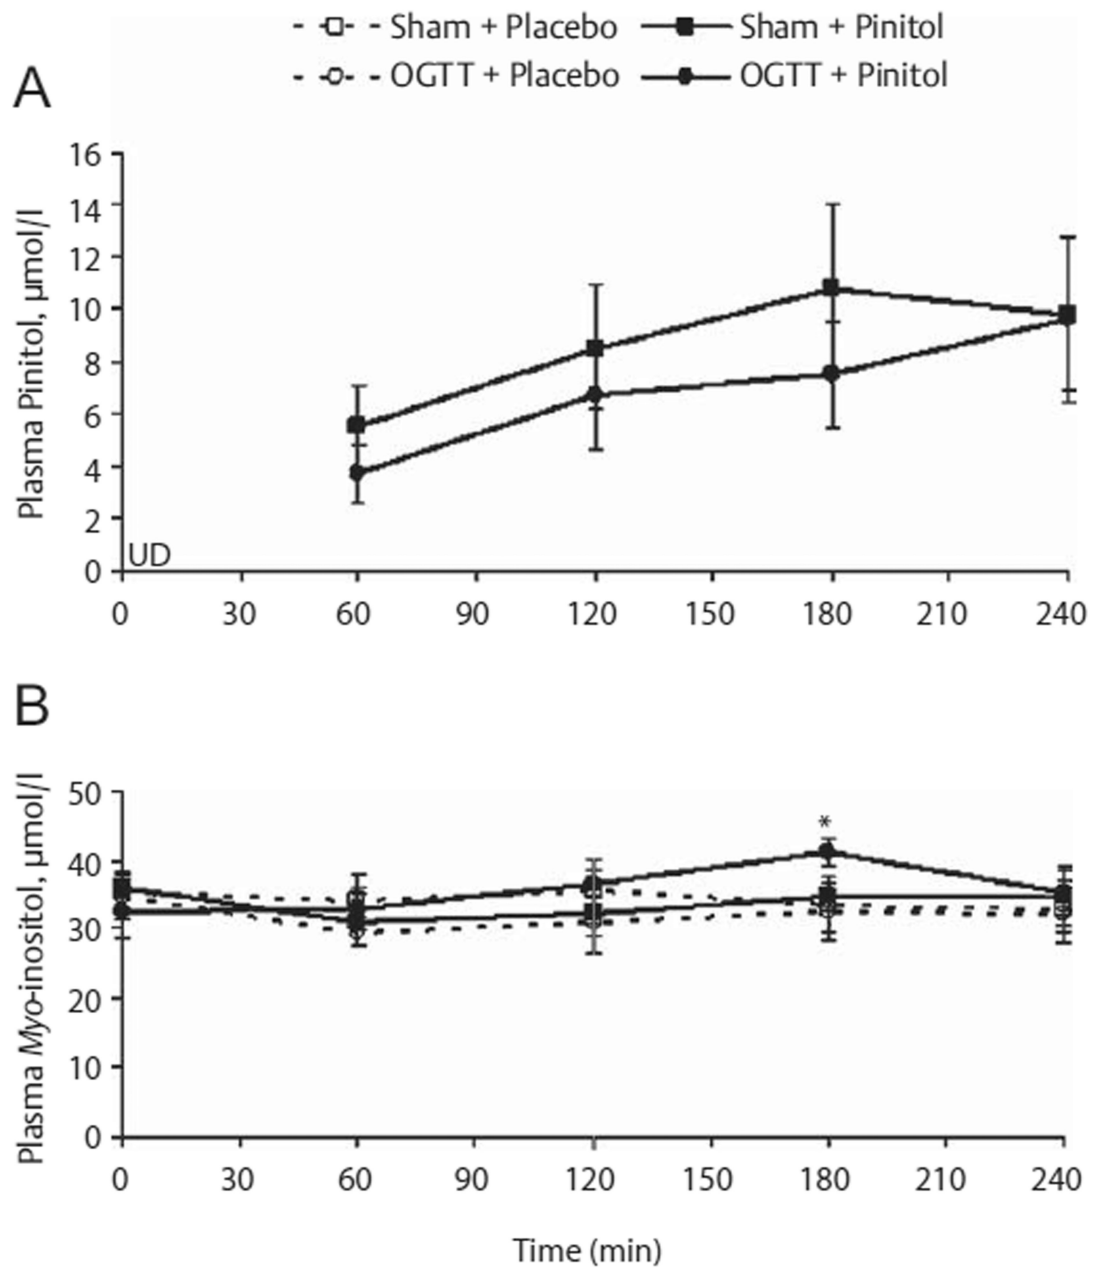 Sham + Placebo Sham + Pinitol
OGTT + Placebo OGTT + Pinitol
A
Plasma Pinitol, µmol/l
16
14
12
10
8
6
4
2
0
UD
0 30 60 90 120 150 180 210 240
B
Plasma Myo-inositol, µmol/l
50
40
30
20
10
0
*
0 30 60 90 120 150 180 210 240
Time (min)